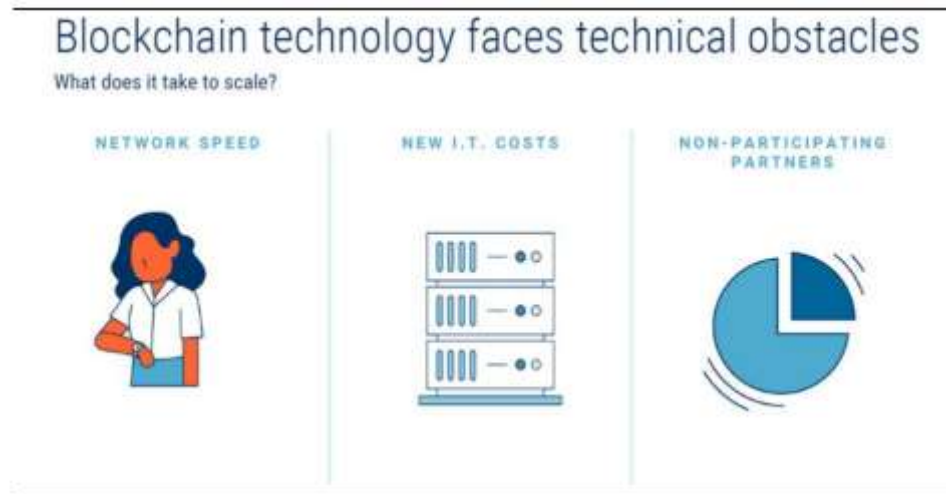 Blockchain technology faces technical obstacles
What does it take to scale?
NETWORK SPEED
NEW I.T. COSTS
NON-PARTICIPATING
PARTNERS